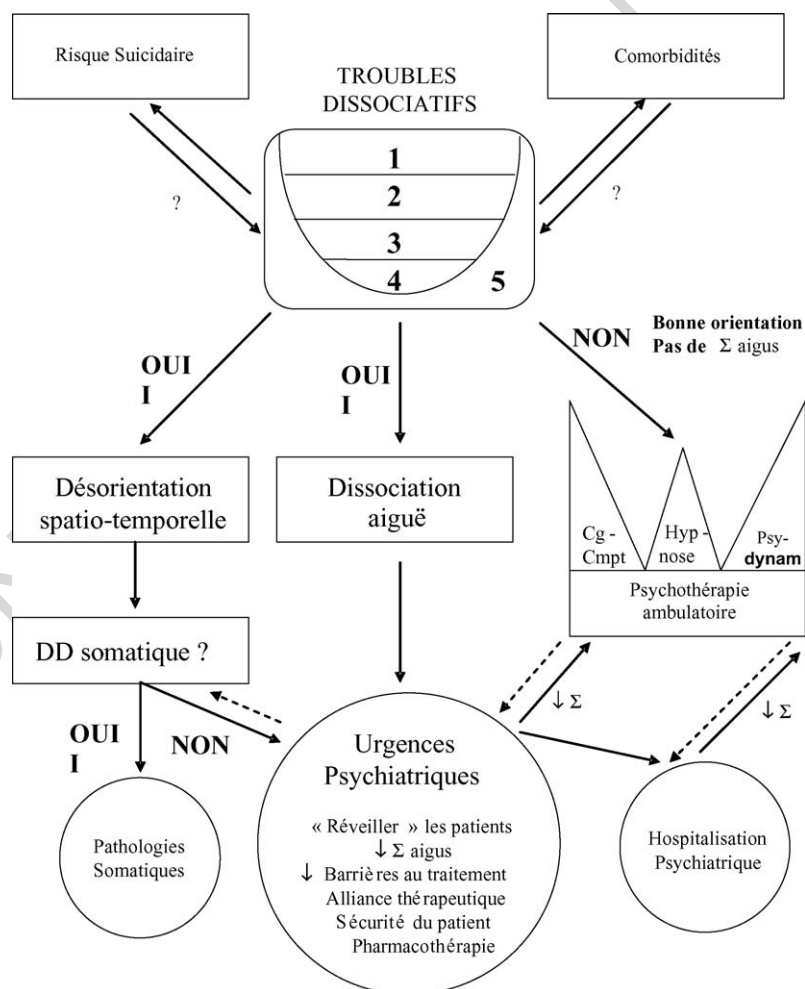 Risque Suicidaire
TROUBLES
DISSOCIATIFS
Comorbidités
1
2
3
4 5
?
?
OUI
I
OUI
I
NON
Bonne orientation
Pas de Σ aigus
Désorientation
spatio-temporelle
Dissociation
aiguë
Cg -
Cmpt
Hyp -
nose
Psy-
dynam
Psychothérapie
ambulatoire
DD somatique ?
↓ Σ
↓ Σ
OUI
I
NON
Urgences
Psychiatriques
« Réveiller » les patients
↓ Σ aigus
↓ Barrières au traitement
Alliance thérapeutique
Sécurité du patient
Pharmacothérapie
Pathologies
Somatiques
Hospitalisation
Psychiatrique